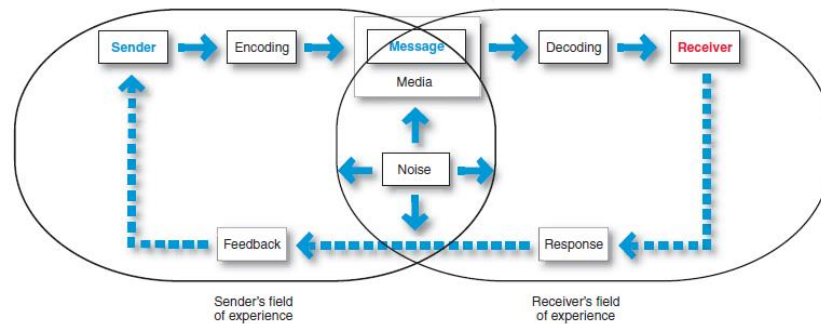 Sender
Encoding
Message
Media
Decoding
Receiver
Noise
Feedback
Response
Sender's field
of experience
Receiver's field
of experience